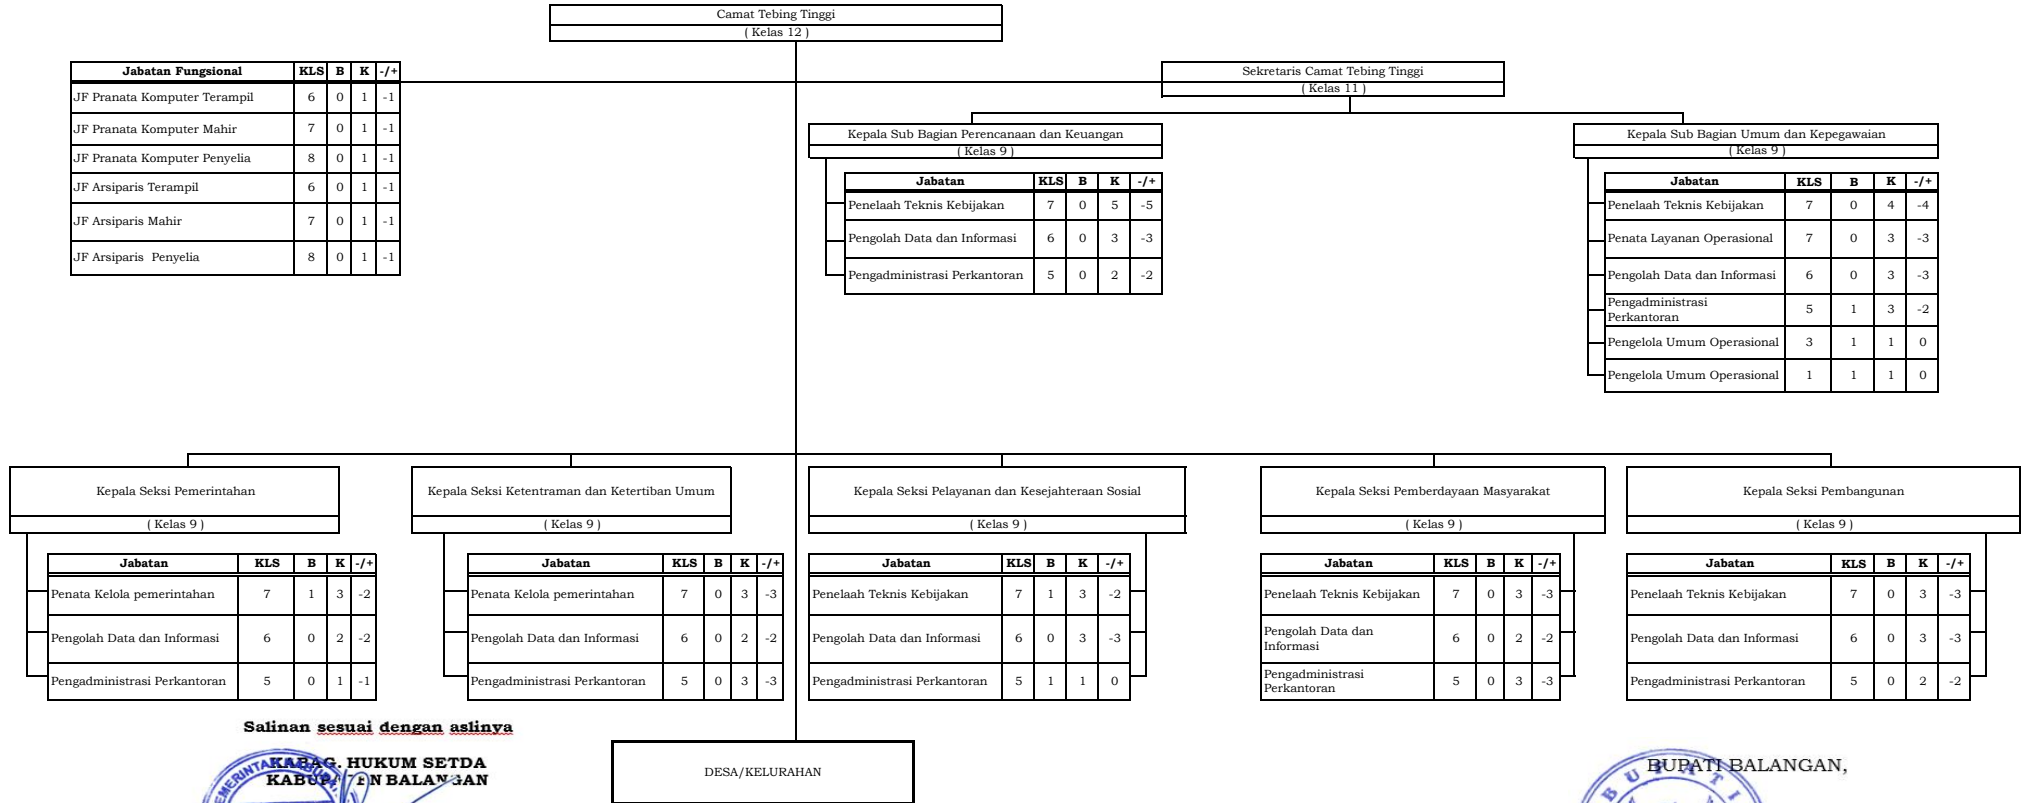 Camat Tebing Tinggi
( Kelas 12 )
Jabatan Fungsional KLS B K -/+
JF Pranata Komputer Terampil 6 0 1 -1
JF Pranata Komputer Mahir 7 0 1 -1
JF Pranata Komputer Penyelia 8 0 1 -1
JF Arsiparis Terampil 6 0 1 -1
JF Arsiparis Mahir 7 0 1 -1
JF Arsiparis Penyelia 8 0 1 -1
Sekretaris Camat Tebing Tinggi
( Kelas 11 )
Kepala Sub Bagian Perencanaan dan Keuangan
( Kelas 9 )
Jabatan KLS B K -/+
Penelaah Teknis Kebijakan 7 0 5 -5
Pengolah Data dan Informasi 6 0 3 -3
Pengadministrasi Perkantoran 5 0 2 -2
Kepala Sub Bagian Umum dan Kepegawaian
( Kelas 9 )
Jabatan KLS B K -/+
Penelaah Teknis Kebijakan 7 0 4 -4
Penata Layanan Operasional 7 0 3 -3
Pengolah Data dan Informasi 6 0 3 -3
Pengadministrasi
Perkantoran 5 1 3 -2
Pengelola Umum Operasional 3 1 1 0
Pengelola Umum Operasional 1 1 1 0
Kepala Seksi Pemerintahan
( Kelas 9 )
Jabatan KLS B K -/+
Penata Kelola pemerintahan 7 1 3 -2
Pengolah Data dan Informasi 6 0 2 -2
Pengadministrasi Perkantoran 5 0 1 -1
Kepala Seksi Ketentraman dan Ketertiban Umum
( Kelas 9 )
Jabatan KLS B K -/+
Penata Kelola pemerintahan 7 0 3 -3
Pengolah Data dan Informasi 6 0 2 -2
Pengadministrasi Perkantoran 5 0 3 -3
Kepala Seksi Pelayanan dan Kesejahteraan Sosial
( Kelas 9 )
Jabatan KLS B K -/+
Penelaah Teknis Kebijakan 7 1 3 -2
Pengolah Data dan Informasi 6 0 3 -3
Pengadministrasi Perkantoran 5 1 1 0
Kepala Seksi Pemberdayaan Masyarakat
( Kelas 9 )
Jabatan KLS B K -/+
Penelaah Teknis Kebijakan 7 0 3 -3
Pengolah Data dan
Informasi 6 0 2 -2
Pengadministrasi
Perkantoran 5 0 3 -3
Kepala Seksi Pembangunan
( Kelas 9 )
Jabatan KLS B K -/+
Penelaah Teknis Kebijakan 7 0 3 -3
Pengolah Data dan Informasi 6 0 3 -3
Pengadministrasi Perkantoran 5 0 2 -2
Salinan sesuai dengan aslinya
KABAG. HUKUM SETDA
KABUPATEN BALANGAN
DESA/KELURAHAN
BUPATI BALANGAN,
BUPATI